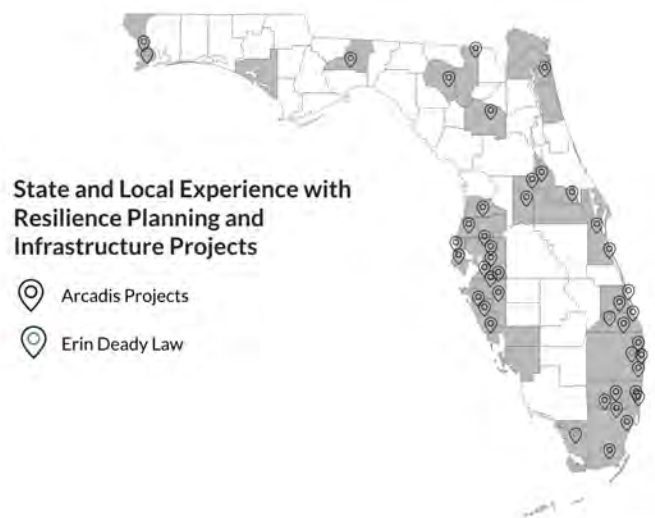 State and Local Experience with
Resilience Planning and
Infrastructure Projects
Arcadis Projects
Erin Deady Law